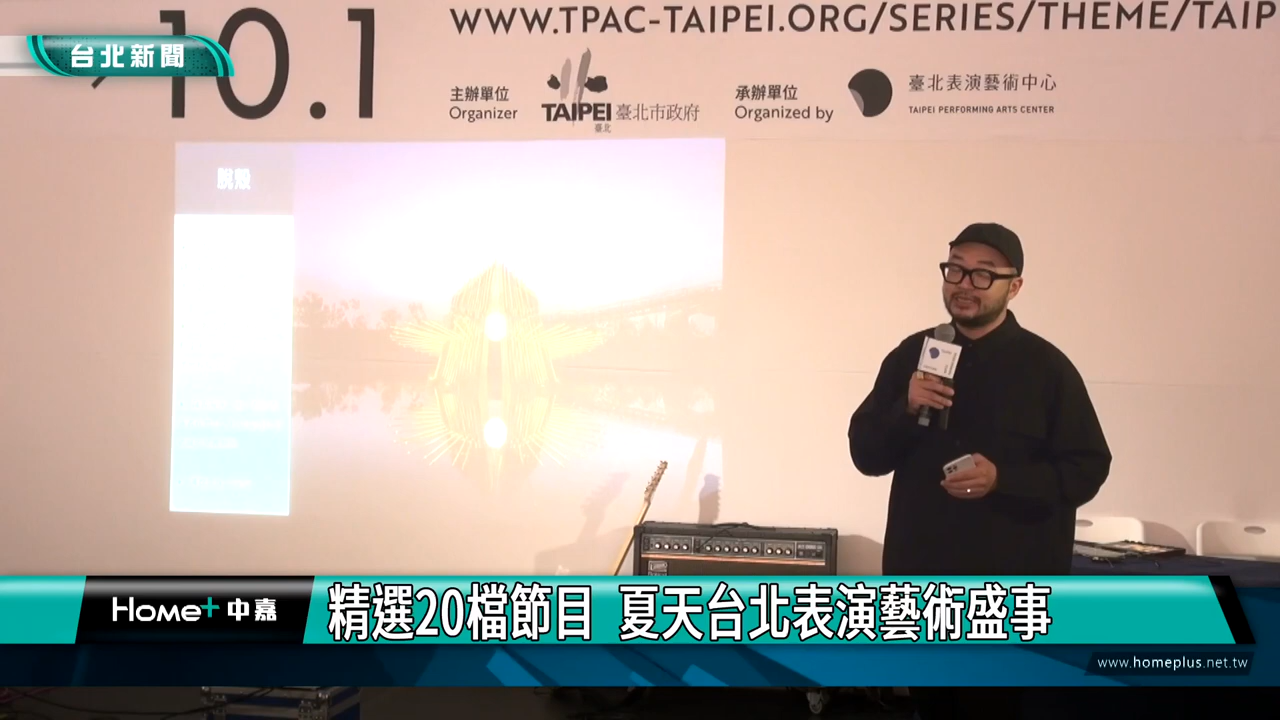 台北新聞
10.1
WWW.TPAC-TAIPEI.ORG/SERIES/THEME/TAIP
主辦單位
Organizer
TAIPEI
臺北
臺北市政府
承辦單位
Organized by
臺北表演藝術中心
TAIPEI PERFORMING ARTS CENTER
脫殼
Home+ 中嘉
精選20檔節目 夏天台北表演藝術盛事
www.homeplus.net.tw